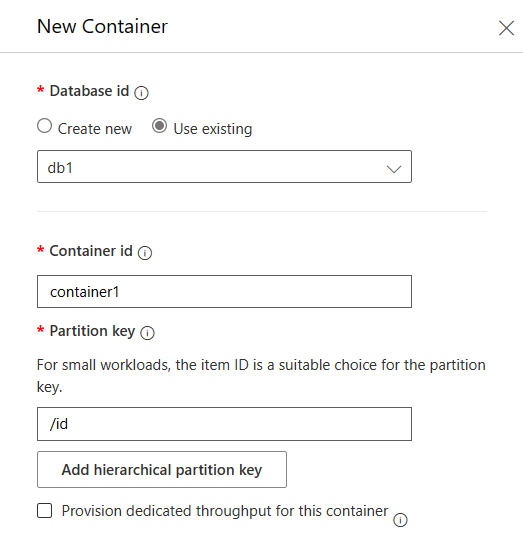 New Container
* Database id
Create new Use existing
db1
* Container id
container1
* Partition key
For small workloads, the item ID is a suitable choice for the partition
key.
/id
Add hierarchical partition key
Provision dedicated throughput for this container